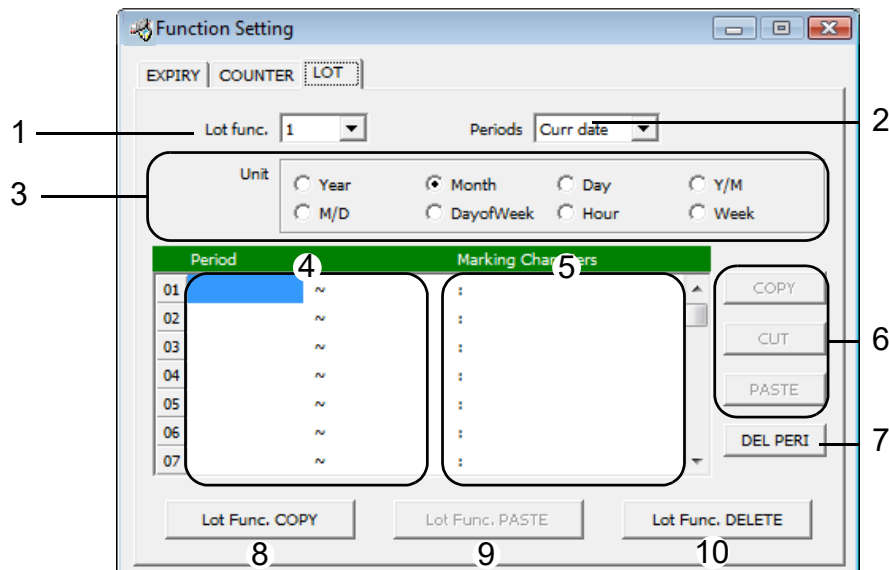 Function Setting
EXPIRY COUNTER LOT
1 Lot func. 1 Periods Curr date 2
3 Unit Year Month Day Y/M
M/D DayofWeek Hour Week
Period 4 Marking Characters 5
01 ~ : COPY
02 ~ :
03 ~ : CUT 6
04 ~ : PASTE
05 ~ :
06 ~ : DEL PERI 7
07 ~ :
Lot Func. COPY Lot Func. PASTE Lot Func. DELETE
8 9 10